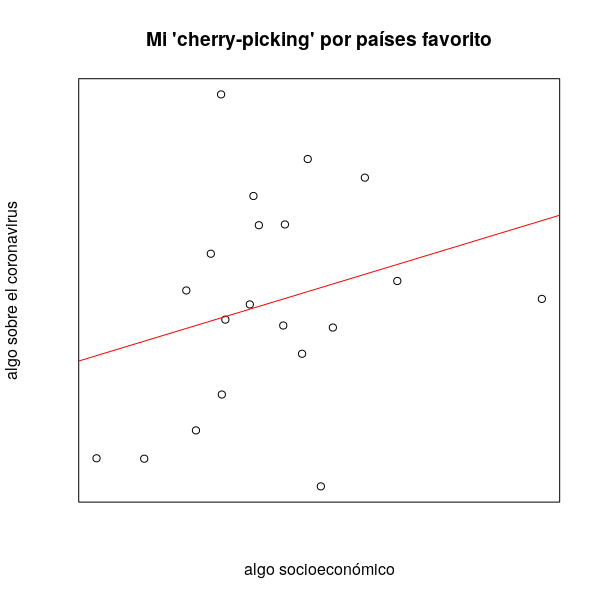 Mi 'cherry-picking' por países favorito
algo sobre el coronavirus
algo socioeconómico